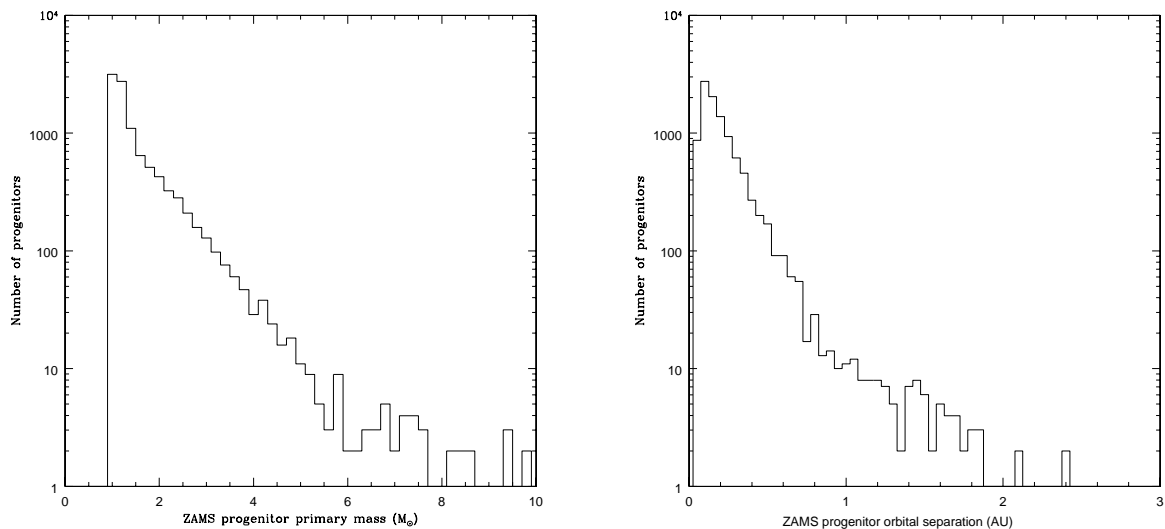 10⁴
1000
100
10
1
0 2 4 6 8 10
Number of progenitors
ZAMS progenitor primary mass (M⊙)
10⁴
1000
100
10
1
0 1 2 3
Number of progenitors
ZAMS progenitor orbital separation (AU)